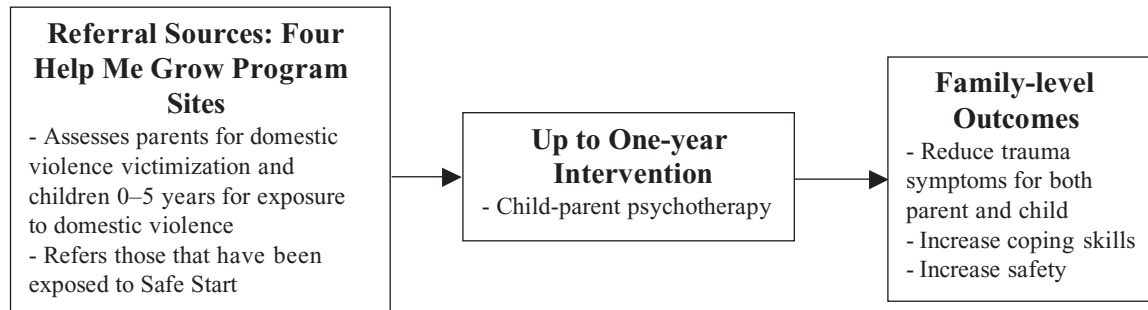 Referral Sources: Four
Help Me Grow Program
Sites
- Assesses parents for domestic
violence victimization and
children 0–5 years for exposure
to domestic violence
- Refers those that have been
exposed to Safe Start
Up to One-year
Intervention
- Child-parent psychotherapy
Family-level
Outcomes
- Reduce trauma
symptoms for both
parent and child
- Increase coping skills
- Increase safety